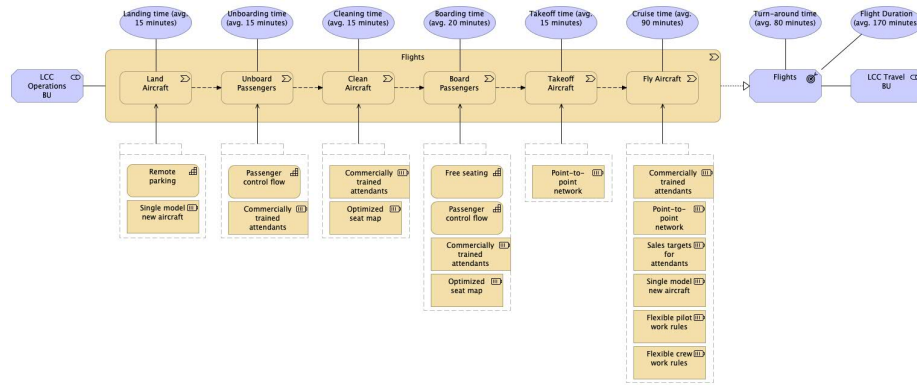 Landing time (avg.
15 minutes)
Unboarding time
(avg. 15 minutes)
Cleaning time
(avg. 15 minutes)
Boarding time
(avg. 20 minutes)
Takeoff time (avg.
15 minutes)
Cruise time (avg.
90 minutes)
Turn-around time
(avg. 80 minutes)
Flight Duration
(avg. 170 minutes)
Flights
LCC
Operations
BU
Land
Aircraft
Unboard
Passengers
Clean
Aircraft
Board
Passengers
Takeoff
Aircraft
Fly Aircraft
Flights
LCC Travel
BU
Remote
parking
Single model
new aircraft
Passenger
control flow
Commercially
trained
attendants
Commercially
trained
attendants
Optimized
seat map
Free seating
Passenger
control flow
Commercially
trained
attendants
Optimized
seat map
Point-to-
point
network
Commercially
trained
attendants
Point-to-
point
network
Sales targets
for
attendants
Single model
new aircraft
Flexible pilot
work rules
Flexible crew
work rules